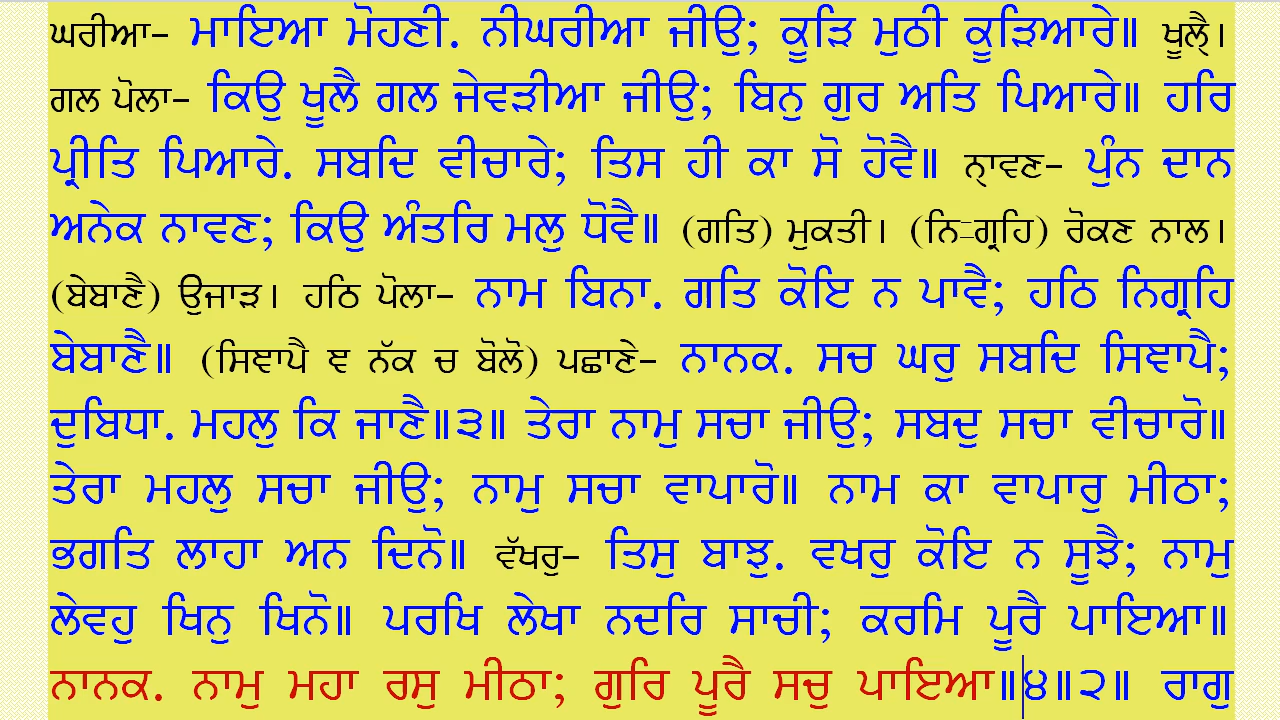 ਘਰੀਆ– ਮਾਇਆ ਮੋਹਣੀ. ਨੀਘਰੀਆ ਜੀਉ; ਕੂੜਿ ਮੁਠੀ ਕੂੜਿਆਰੇ॥ ਖੂਲੑੈ।
ਗਲ ਪੋਲਾ– ਕਿਉ ਖੂਲੈ ਗਲ ਜੇਵੜੀਆ ਜੀਉ; ਬਿਨੁ ਗੁਰ ਅਤਿ ਪਿਆਰੇ॥ ਹਰਿ
ਪ੍ਰੀਤਿ ਪਿਆਰੇ. ਸਬਦਿ ਵੀਚਾਰੇ; ਤਿਸ ਹੀ ਕਾ ਸੋ ਹੋਵੈ॥ ਨੑਾਵਣ– ਪੁੰਨ ਦਾਨ
ਅਨੇਕ ਨਾਵਣ; ਕਿਉ ਅੰਤਰਿ ਮਲੁ ਧੋਵੈ॥ (ਗਤਿ) ਮੁਕਤੀ। (ਨਿ-ਗ੍ਰਹਿ) ਰੋਕਣ ਨਾਲ।
(ਬੇਬਾਣੈ) ਉਜਾੜ। ਹਠਿ ਪੋਲਾ– ਨਾਮ ਬਿਨਾ. ਗਤਿ ਕੋਇ ਨ ਪਾਵੈ; ਹਠਿ ਨਿਗ੍ਰਹਿ
ਬੇਬਾਣੈ॥ (ਸਿਞਾਪੈ ਞ ਨੱਕ ਚ ਬੋਲੋ) ਪਛਾਣੇ– ਨਾਨਕ. ਸਚ ਘਰੁ ਸਬਦਿ ਸਿਞਾਪੈ;
ਦੁਬਿਧਾ. ਮਹਲੁ ਕਿ ਜਾਣੈ॥੩॥ ਤੇਰਾ ਨਾਮੁ ਸਚਾ ਜੀਉ; ਸਬਦੁ ਸਚਾ ਵੀਚਾਰੋ॥
ਤੇਰਾ ਮਹਲੁ ਸਚਾ ਜੀਉ; ਨਾਮੁ ਸਚਾ ਵਾਪਾਰੋ॥ ਨਾਮ ਕਾ ਵਾਪਾਰੁ ਮੀਠਾ;
ਭਗਤਿ ਲਾਹਾ ਅਨ ਦਿਨੋ॥ ਵੱਖਰੁ– ਤਿਸੁ ਬਾਝੁ. ਵਖਰੁ ਕੋਇ ਨ ਸੂਝੈ; ਨਾਮੁ
ਲੇਵਹੁ ਖਿਨੁ ਖਿਨੋ॥ ਪਰਖਿ ਲੇਖਾ ਨਦਰਿ ਸਾਚੀ; ਕਰਮਿ ਪੂਰੈ ਪਾਇਆ॥
ਨਾਨਕ. ਨਾਮੁ ਮਹਾ ਰਸੁ ਮੀਠਾ; ਗੁਰਿ ਪੂਰੈ ਸਚੁ ਪਾਇਆ॥੪॥੨॥ ਰਾਗੁ